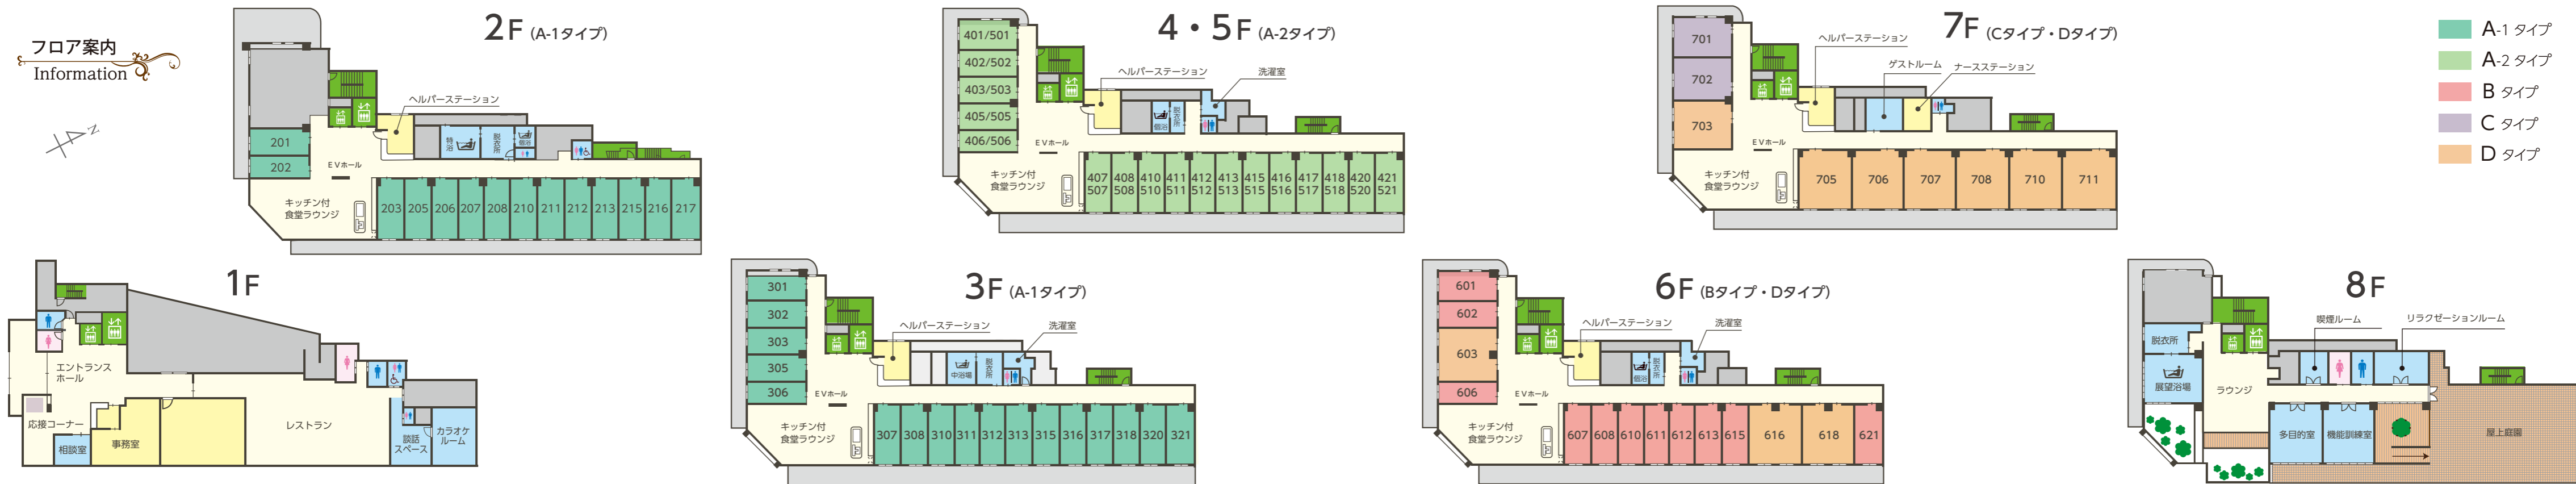 フロア案内
Information
N
2F (A-1タイプ)
ヘルパーステーション
201
202
EVホール
特浴
脱衣所
個浴
キッチン付
食堂ラウンジ
203 205 206 207 208 210 211 212 213 215 216 217
4・5F (A-2タイプ)
401/501
402/502
403/503
405/505
406/506
ヘルパーステーション
洗濯室
個浴
脱衣所
EVホール
キッチン付
食堂ラウンジ
407 408 410 411 412 413 415 416 417 418 420 421
507 508 510 511 512 513 515 516 517 518 520 521
7F (Cタイプ・Dタイプ)
701
702
703
ヘルパーステーション
ゲストルーム
ナースステーション
EVホール
キッチン付
食堂ラウンジ
705 706 707 708 710 711
A-1 タイプ
A-2 タイプ
B タイプ
C タイプ
D タイプ
1F
エントランス
ホール
応接コーナー
相談室
事務室
レストラン
談話
スペース
カラオケ
ルーム
3F (A-1タイプ)
301
302
303
305
306
ヘルパーステーション
洗濯室
中浴場
脱衣所
EVホール
キッチン付
食堂ラウンジ
307 308 310 311 312 313 315 316 317 318 320 321
6F (Bタイプ・Dタイプ)
601
602
603
606
ヘルパーステーション
洗濯室
個浴
脱衣所
EVホール
キッチン付
食堂ラウンジ
607 608 610 611 612 613 615 616 618 621
8F
喫煙ルーム
リラクゼーションルーム
脱衣所
展望浴場
ラウンジ
多目的室
機能訓練室
屋上庭園